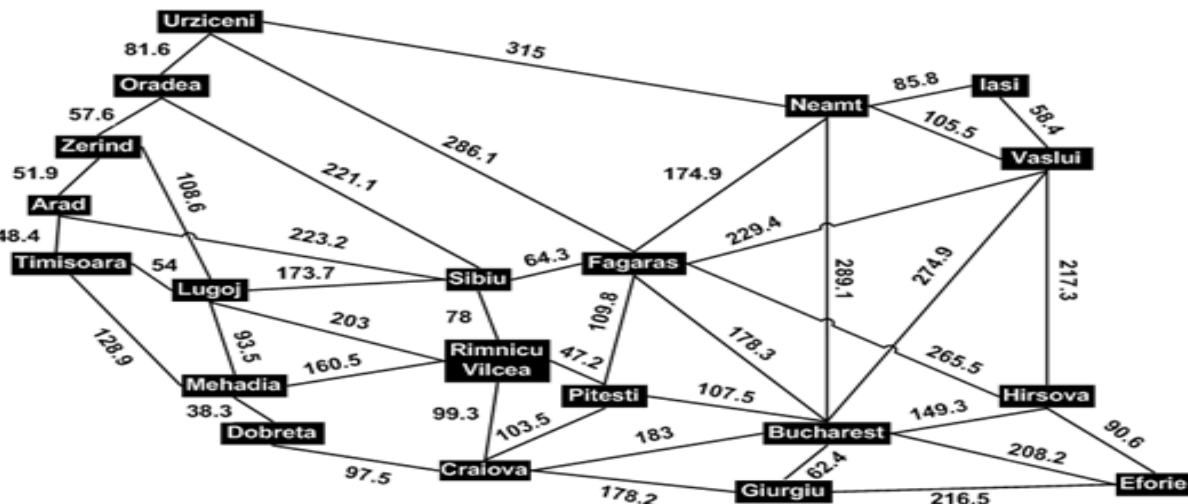 Urziceni
81.6
315
Oradea
85.8
Iasi
57.6
Neamt
58.4
105.5
Zerind
286.1
Vaslui
51.9
108.6
221.1
174.9
Arad
229.4
48.4
223.2
Timisoara
54
173.7
Sibiu
64.3
Fagaras
289.1
274.9
217.3
Lugoj
109.8
203
78
128.9
93.5
178.3
160.5
Rimnicu
Vilcea
47.2
265.5
Mehadia
Pitesti
107.5
Hirsova
38.3
99.3
103.5
149.3
90.6
Dobreta
183
Bucharest
208.2
97.5
Craiova
62.4
178.2
Giurgiu
216.5
Eforie